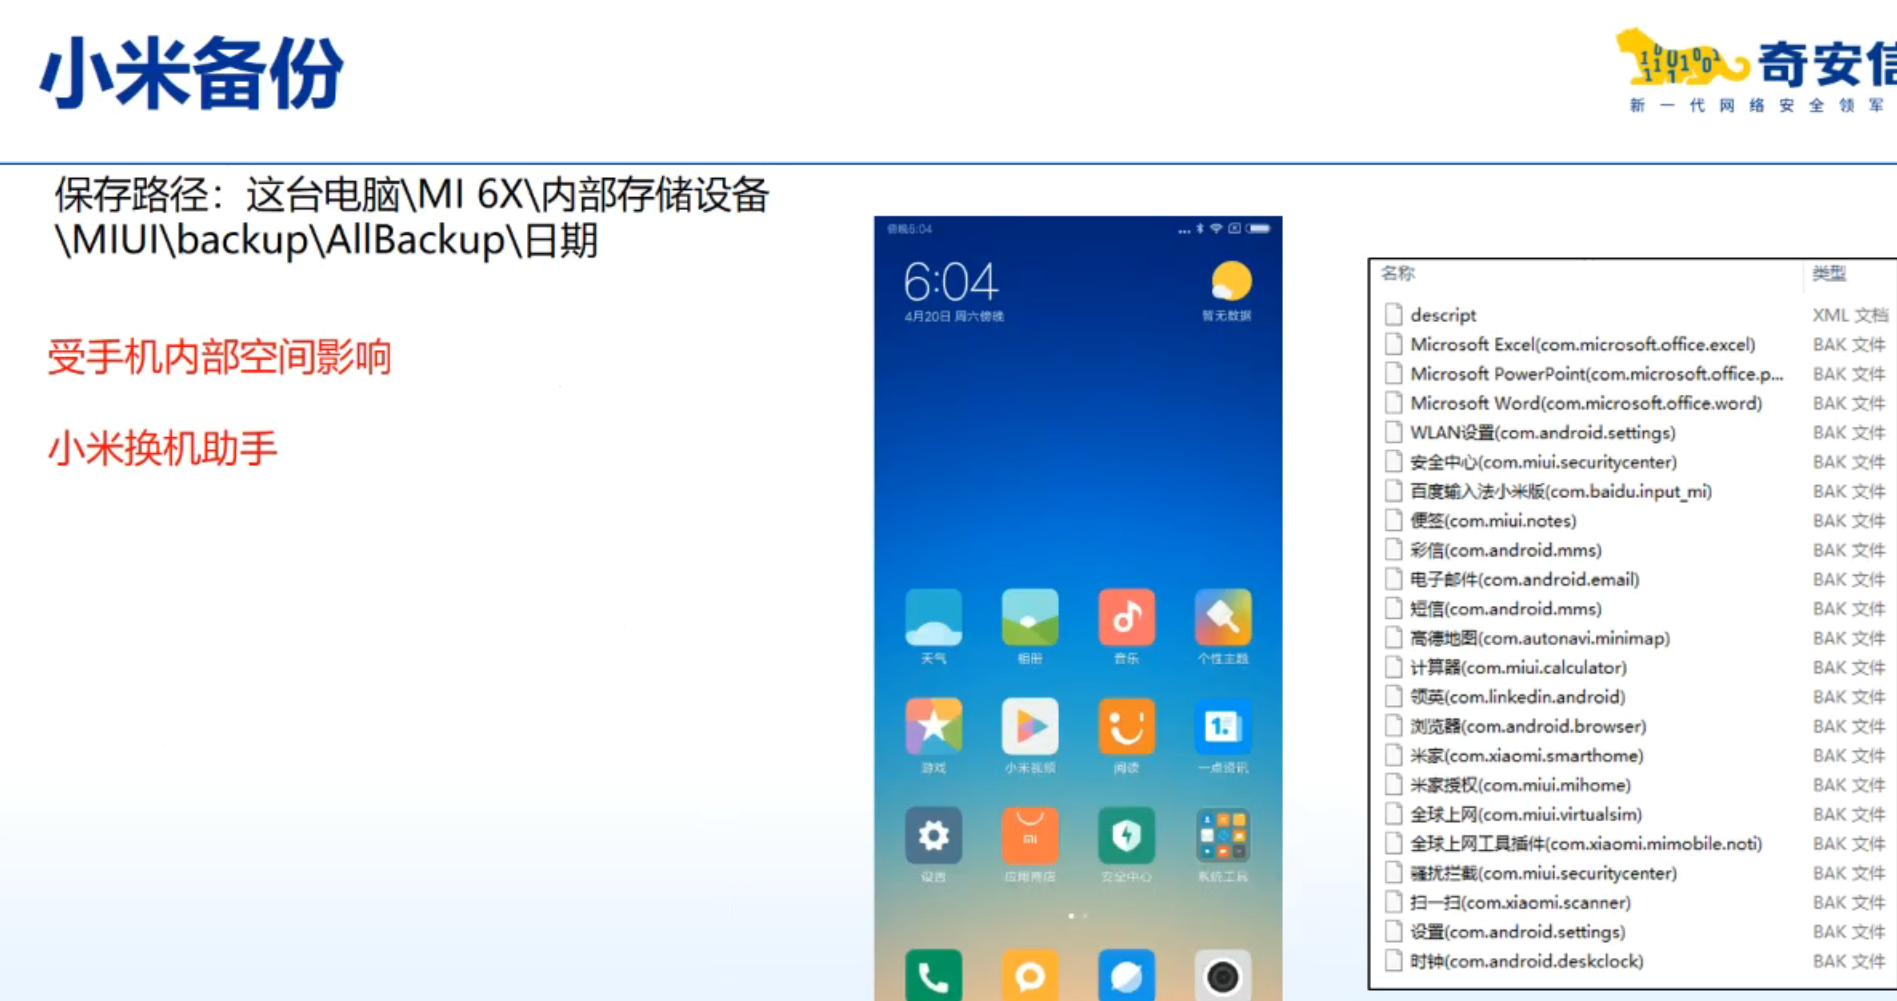 小米备份
奇安信
新一代网络安全领军
保存路径：这台电脑\MI 6X\内部存储设备
\MIUI\backup\AllBackup\日期
受手机内部空间影响
小米换机助手
傍晚6:04
6:04
4月20日 周六傍晚
暂无数据
天气 相册 音乐 个性主题
游戏 小米视频 阅读 一点资讯
设置 应用商店 安全中心 系统工具
名称 类型
descript XML 文档
Microsoft Excel(com.microsoft.office.excel) BAK 文件
Microsoft PowerPoint(com.microsoft.office.p... BAK 文件
Microsoft Word(com.microsoft.office.word) BAK 文件
WLAN设置(com.android.settings) BAK 文件
安全中心(com.miui.securitycenter) BAK 文件
百度输入法小米版(com.baidu.input_mi) BAK 文件
便签(com.miui.notes) BAK 文件
彩信(com.android.mms) BAK 文件
电子邮件(com.android.email) BAK 文件
短信(com.android.mms) BAK 文件
高德地图(com.autonavi.minimap) BAK 文件
计算器(com.miui.calculator) BAK 文件
领英(com.linkedin.android) BAK 文件
浏览器(com.android.browser) BAK 文件
米家(com.xiaomi.smarthome) BAK 文件
米家授权(com.miui.mihome) BAK 文件
全球上网(com.miui.virtualsim) BAK 文件
全球上网工具插件(com.xiaomi.mimobile.noti) BAK 文件
骚扰拦截(com.miui.securitycenter) BAK 文件
扫一扫(com.xiaomi.scanner) BAK 文件
设置(com.android.settings) BAK 文件
时钟(com.android.deskclock) BAK 文件